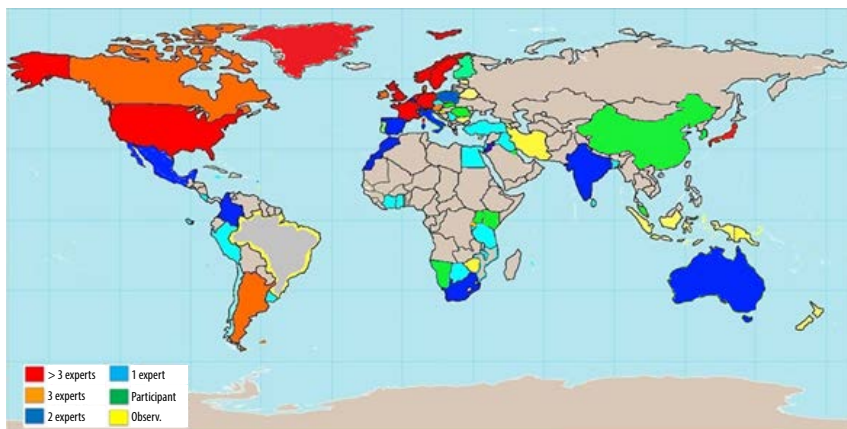 > 3 experts
3 experts
2 experts
1 expert
Participant
Observ.